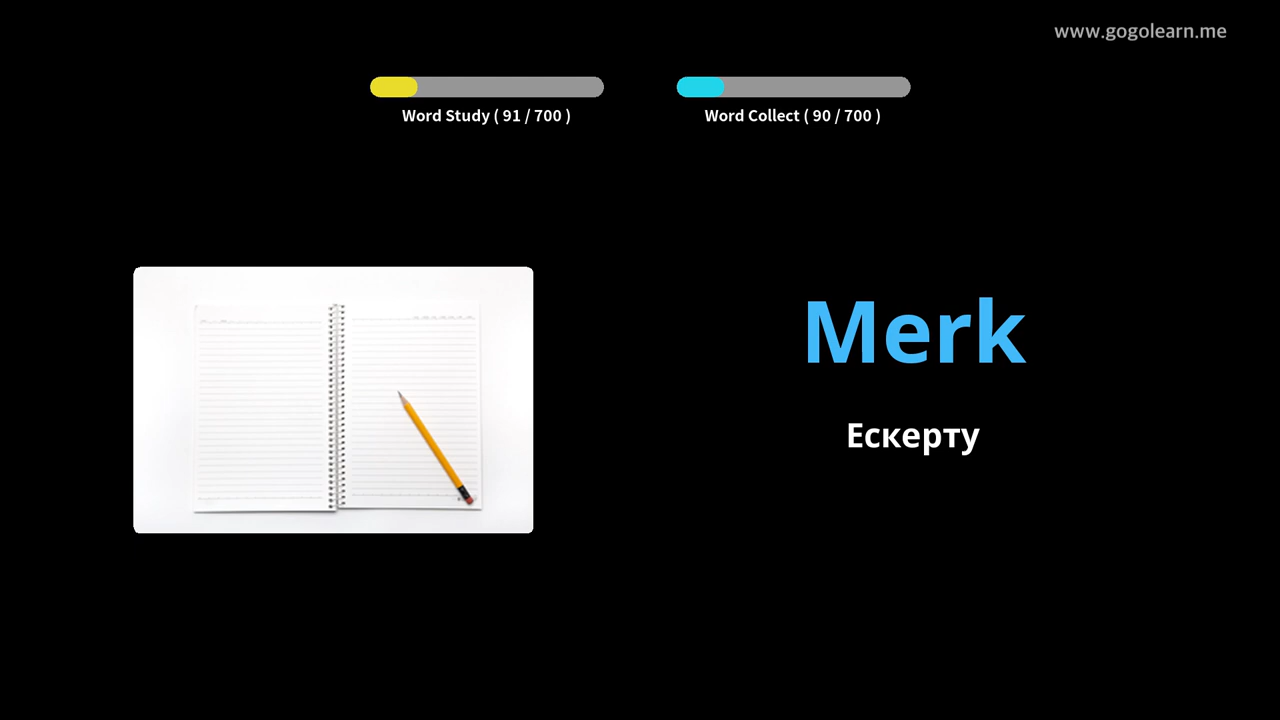 www.gogolearn.me
Word Study ( 91 / 700 )
Word Collect ( 90 / 700 )
Merk
Ескерту